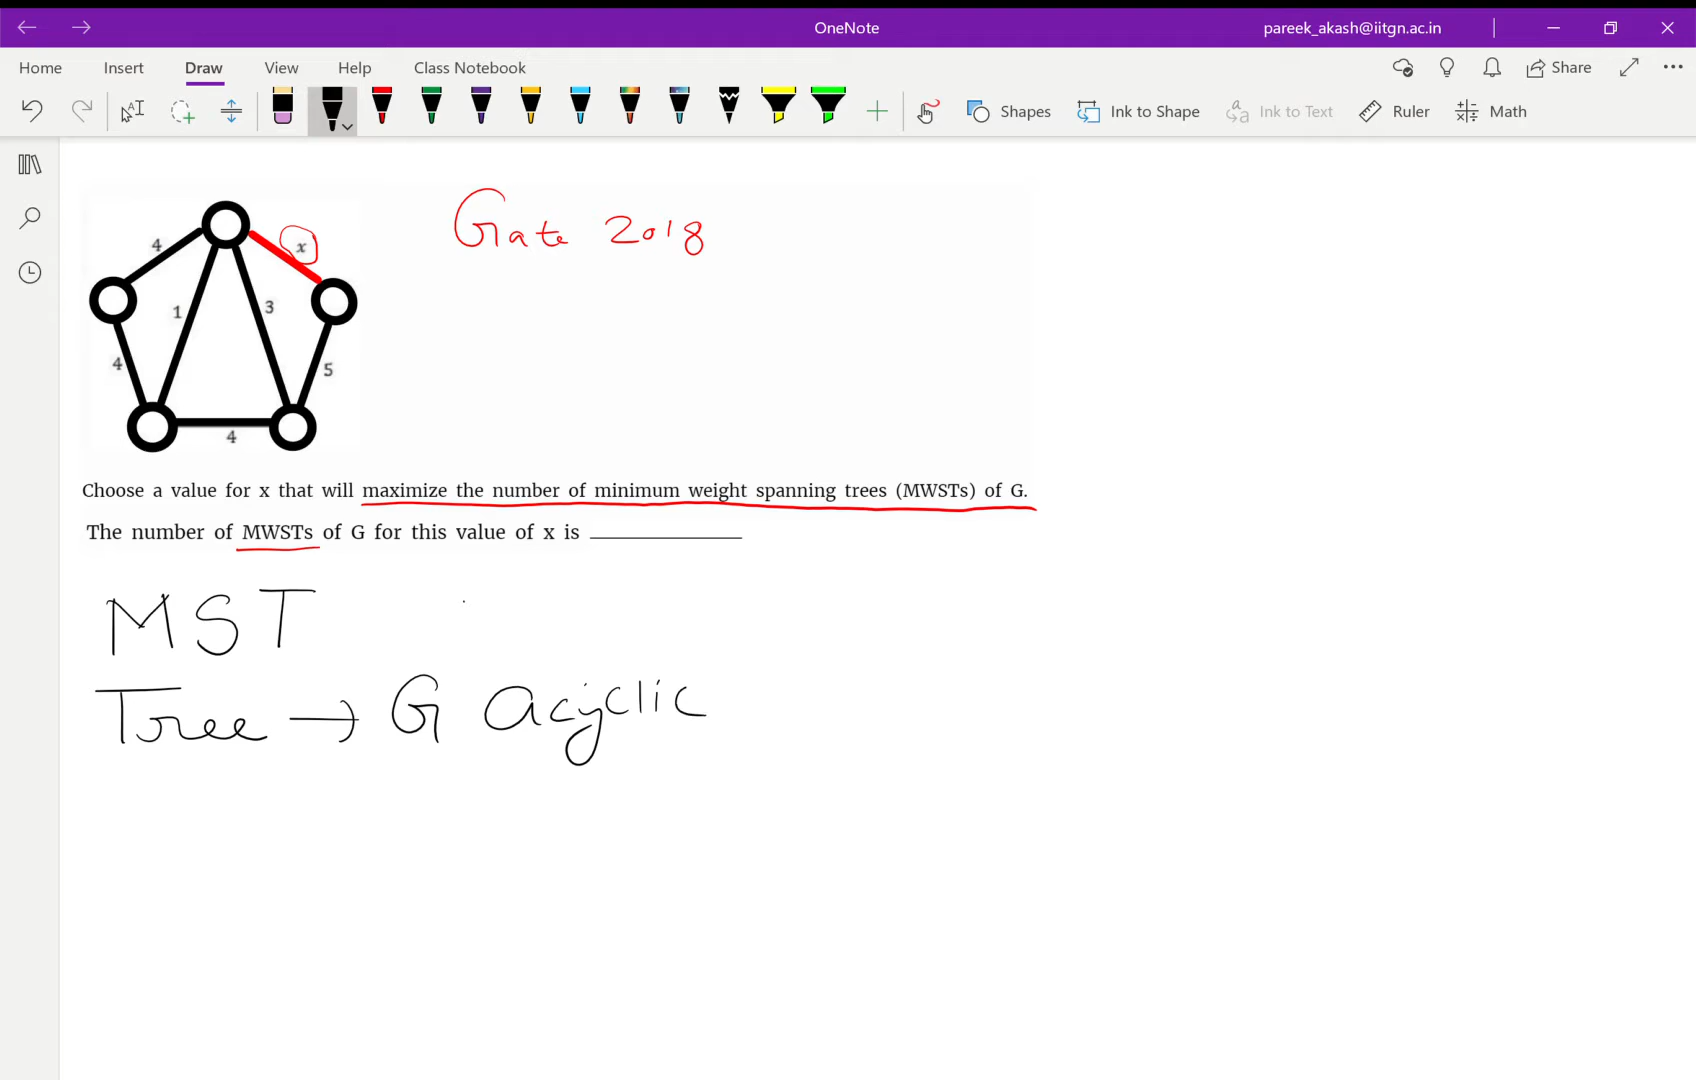 OneNote
pareek_akash@iitgn.ac.in
Home Insert Draw View Help Class Notebook Share
Shapes Ink to Shape Ink to Text Ruler Math
Gate 2018
4
x
1
3
4
5
4
Choose a value for x that will maximize the number of minimum weight spanning trees (MWSTs) of G.
The number of MWSTs of G for this value of x is
MST
Tree → G acyclic